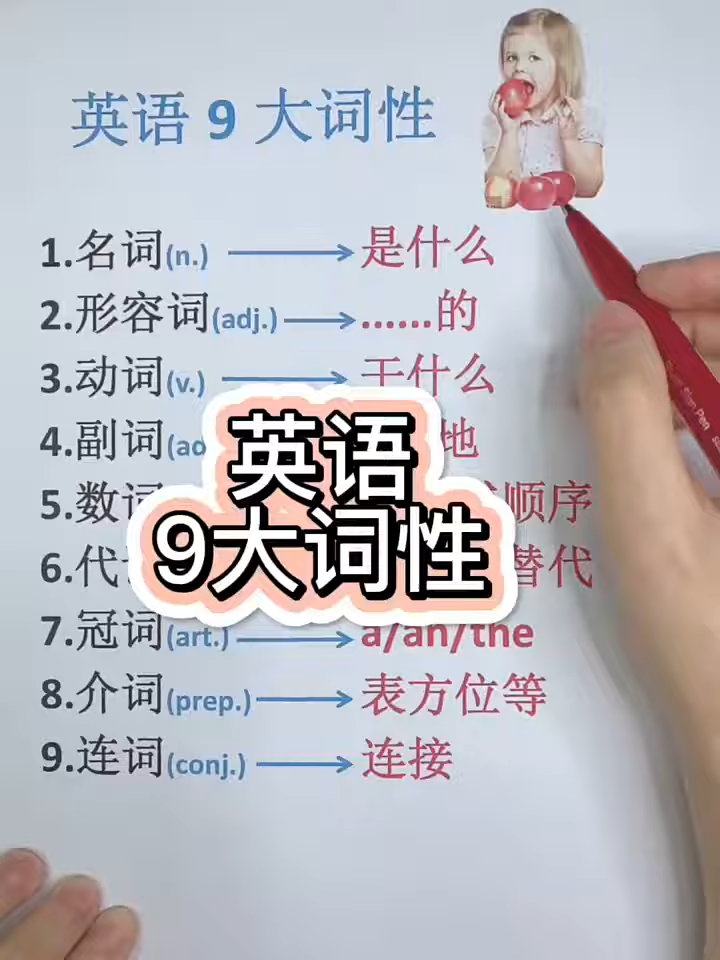 英语9大词性
1.名词(n.) 是什么
2.形容词(adj.) ……的
3.动词(v.) 干什么
4.副词 地
5.数词 顺序
6.代 替代
7.冠词(art.) a/an/the
8.介词(prep.) 表方位等
9.连词(conj.) 连接
英语
9大词性